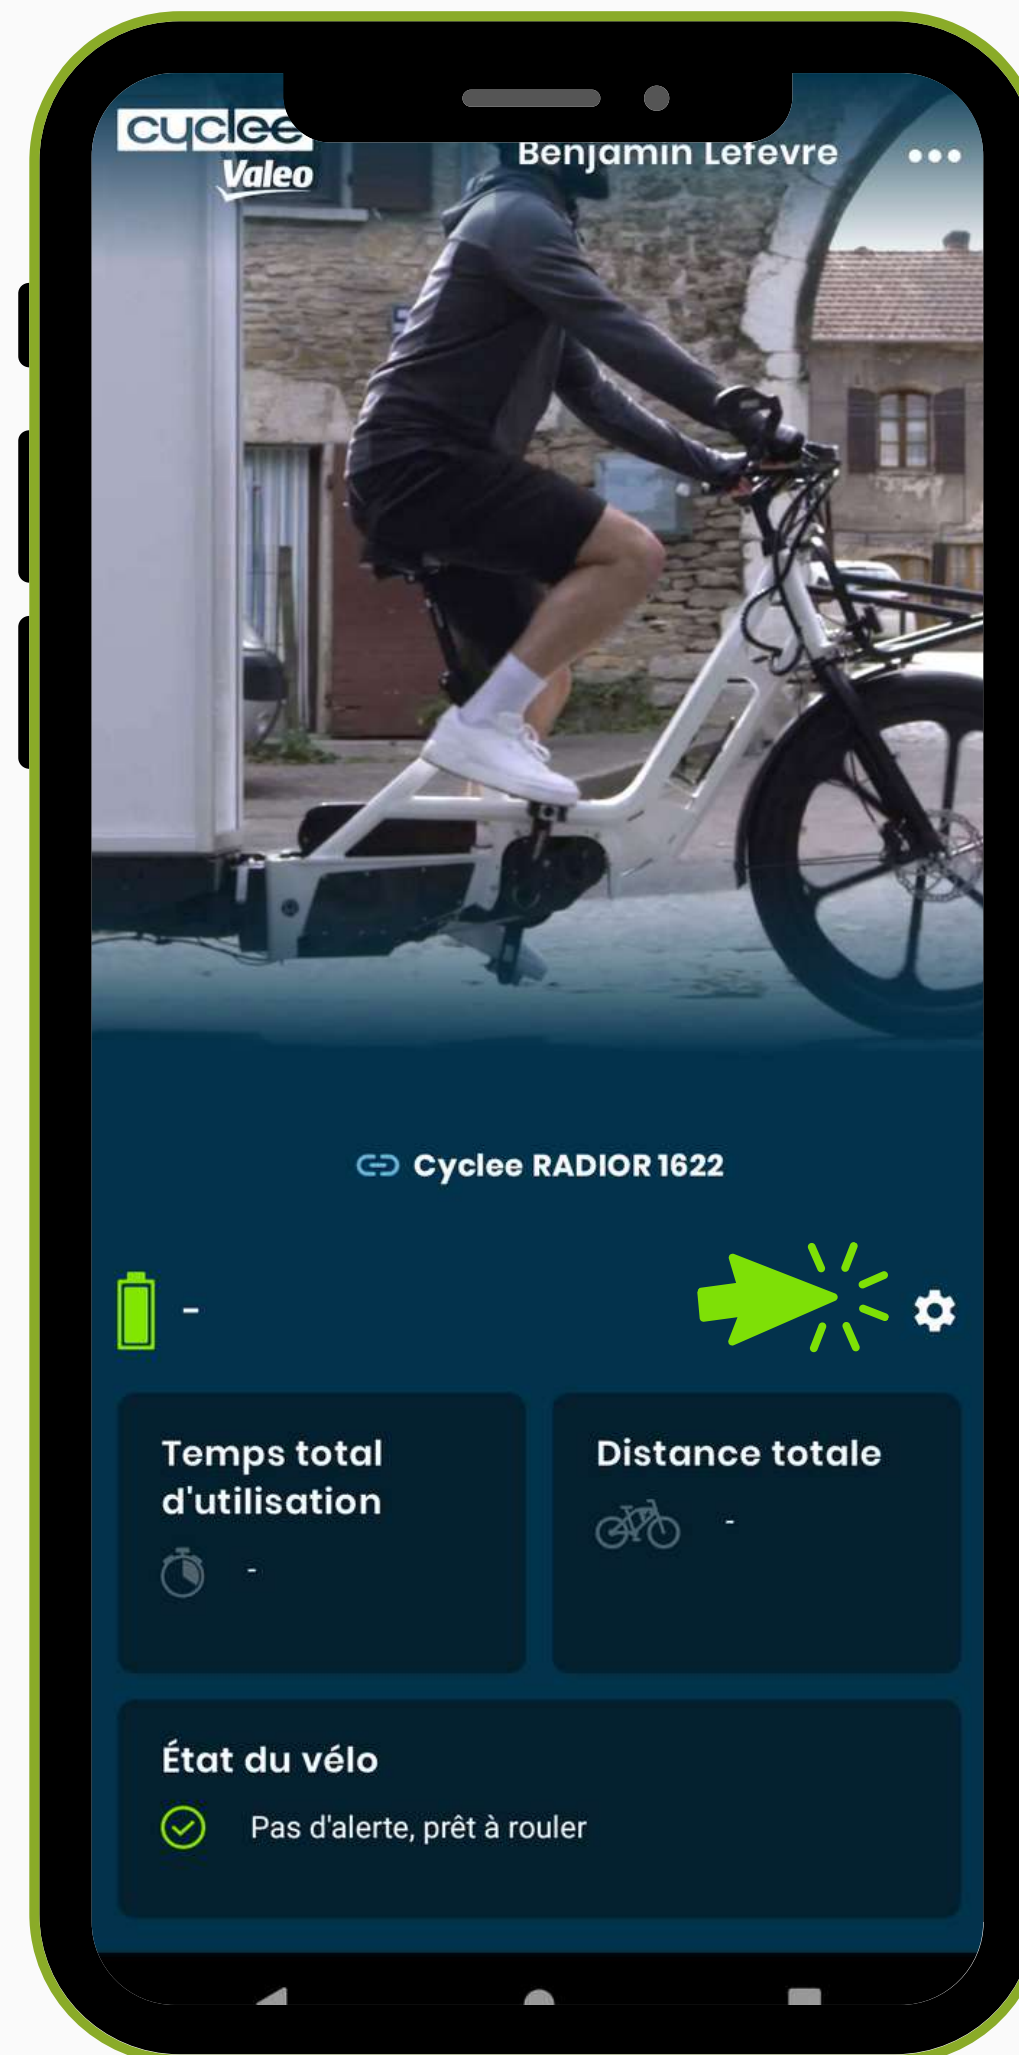 cyclee
Valeo
Benjamin Lefevre
Cyclee RADIOR 1622
-
Temps total
d'utilisation
-
Distance totale
-
État du vélo
Pas d'alerte, prêt à rouler